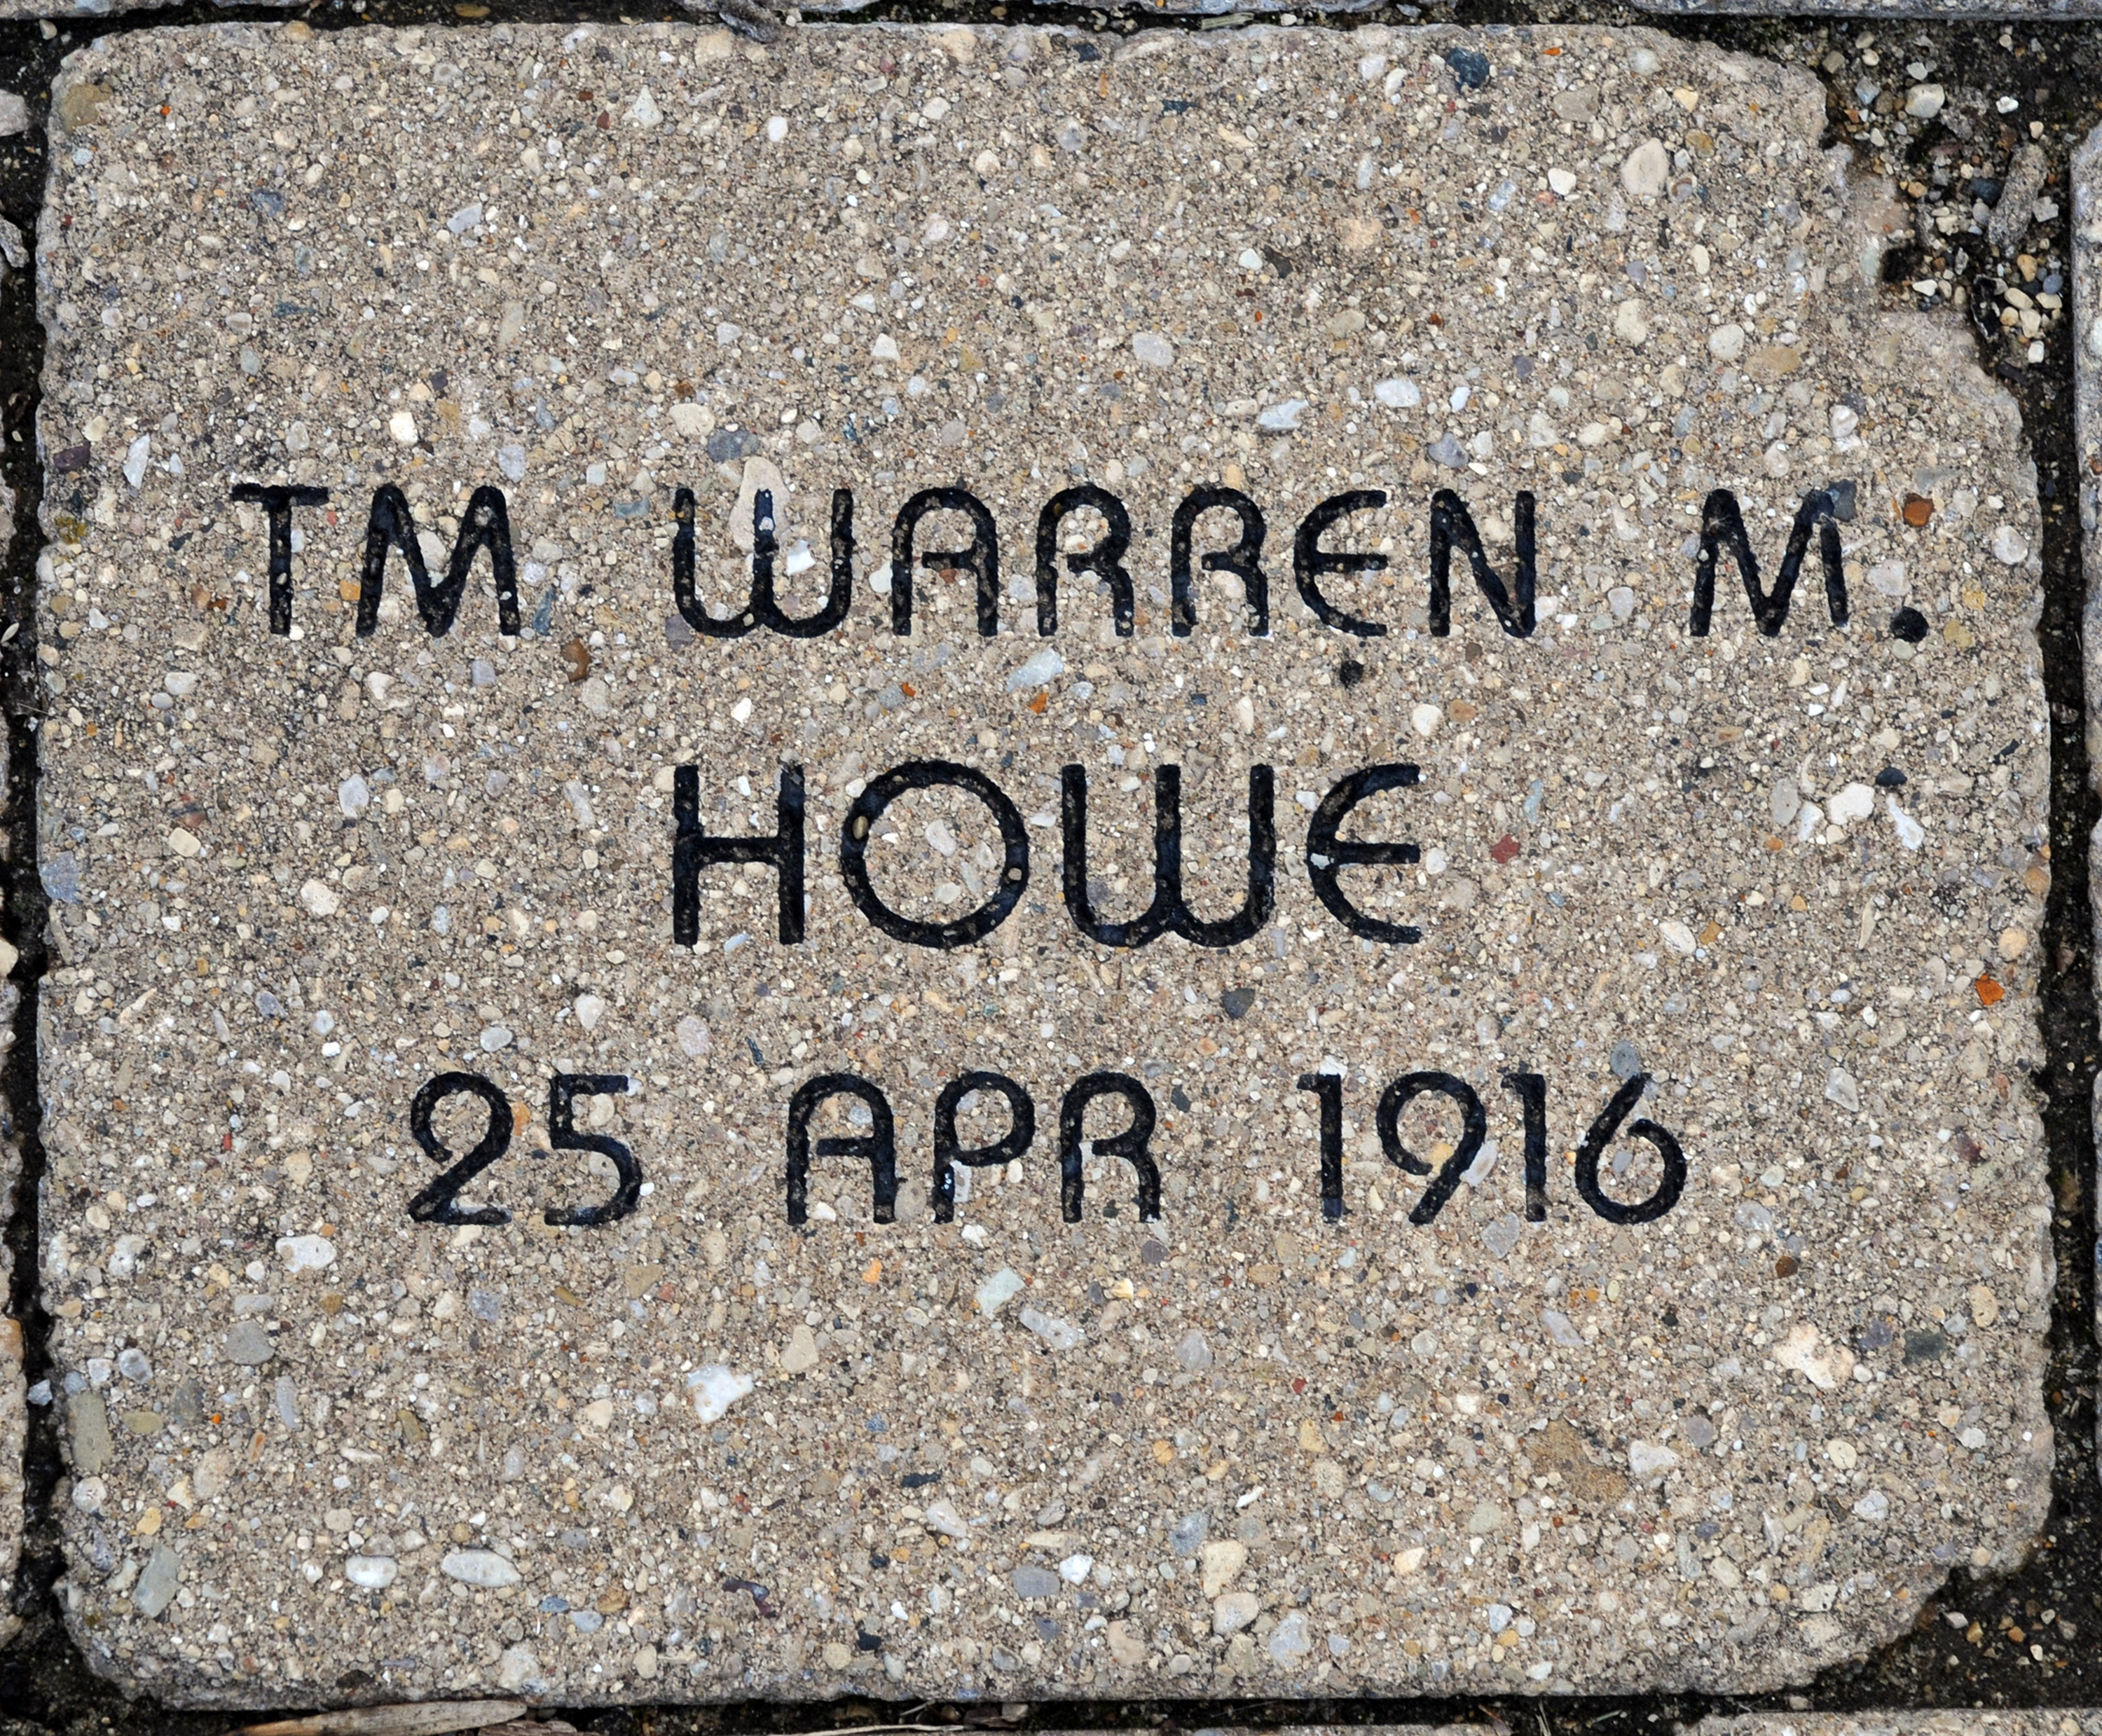 TM WARREN M.
HOWE
25 APR 1916